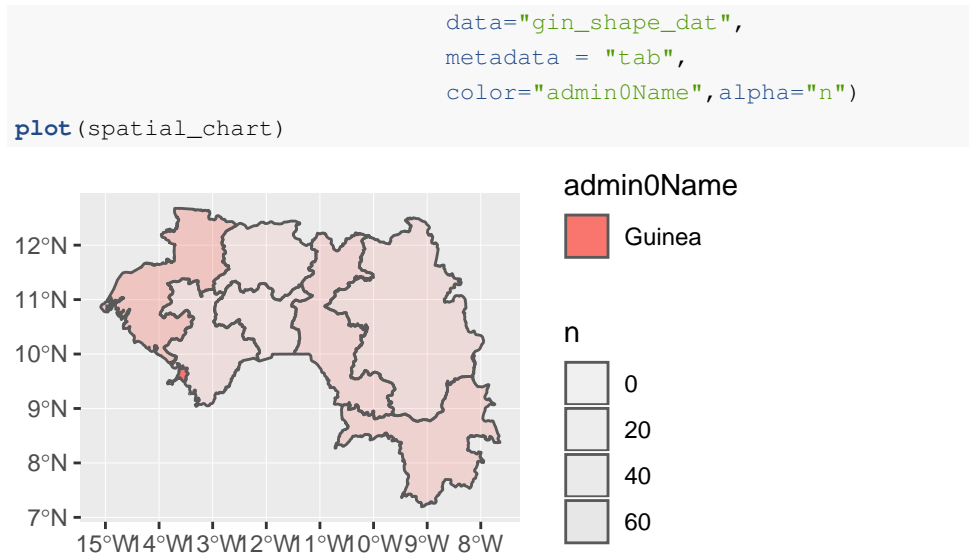 data="gin_shape_dat",
metadata = "tab",
color="admin0Name",alpha="n")
plot(spatial_chart)
admin0Name
Guinea
n
0
20
40
60
12°N
11°N
10°N
9°N
8°N
7°N
15°W14°W13°W12°W11°W10°W9°W 8°W